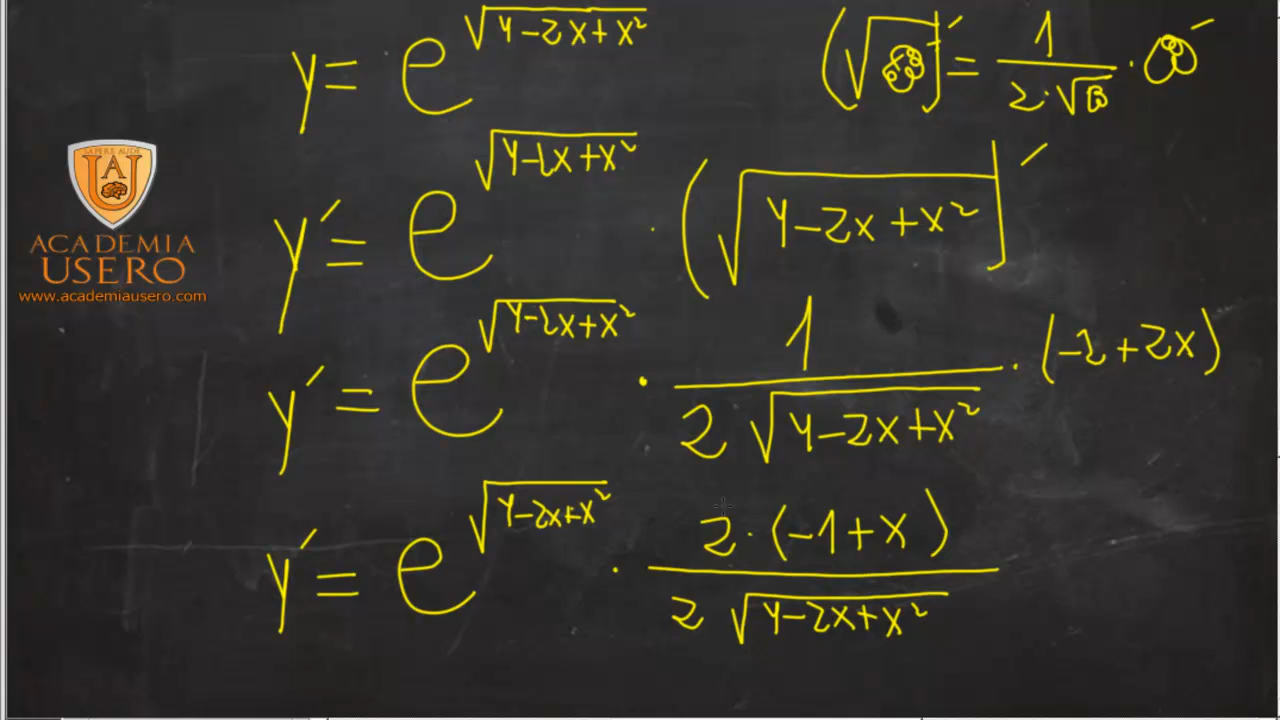 y = e^{√(4-2x+x²)}
(√B)′ = 1/(2·√B) · B′
y′ = e^{√(4-2x+x²)} · (√(4-2x+x²))′
SAPERE AUDE
ACADEMIA
USERO
www.academiausero.com
y′ = e^{√(4-2x+x²)} · 1/(2√(4-2x+x²)) · (-2+2x)
y′ = e^{√(4-2x+x²)} · 2·(-1+x)/(2√(4-2x+x²))